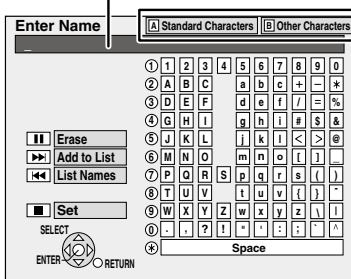 Enter Name A Standard Characters B Other Characters
_
① 1 2 3 4 5 6 7 8 9 0
② A B C a b c + − *
③ D E F d e f / = %
④ G H I g h i # $ &
⑤ J K L j k l < > @
⑥ M N O m n o [ ] _
⑦ P Q R S p q r s ( )
⑧ T U V t u v { } ~
⑨ W X Y Z w x y z \ |
⓪ . , ? ! " ' : ; ` ^
✱ Space
Erase
Add to List
List Names
Set
SELECT
ENTER
RETURN